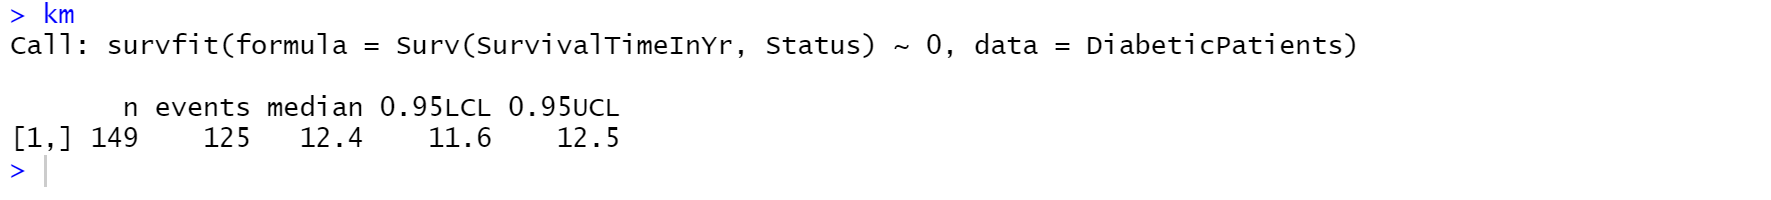 > km
Call: survfit(formula = Surv(SurvivalTimeInYr, Status) ~ 0, data = DiabeticPatients)
n events median 0.95LCL 0.95UCL
[1,] 149 125 12.4 11.6 12.5
>